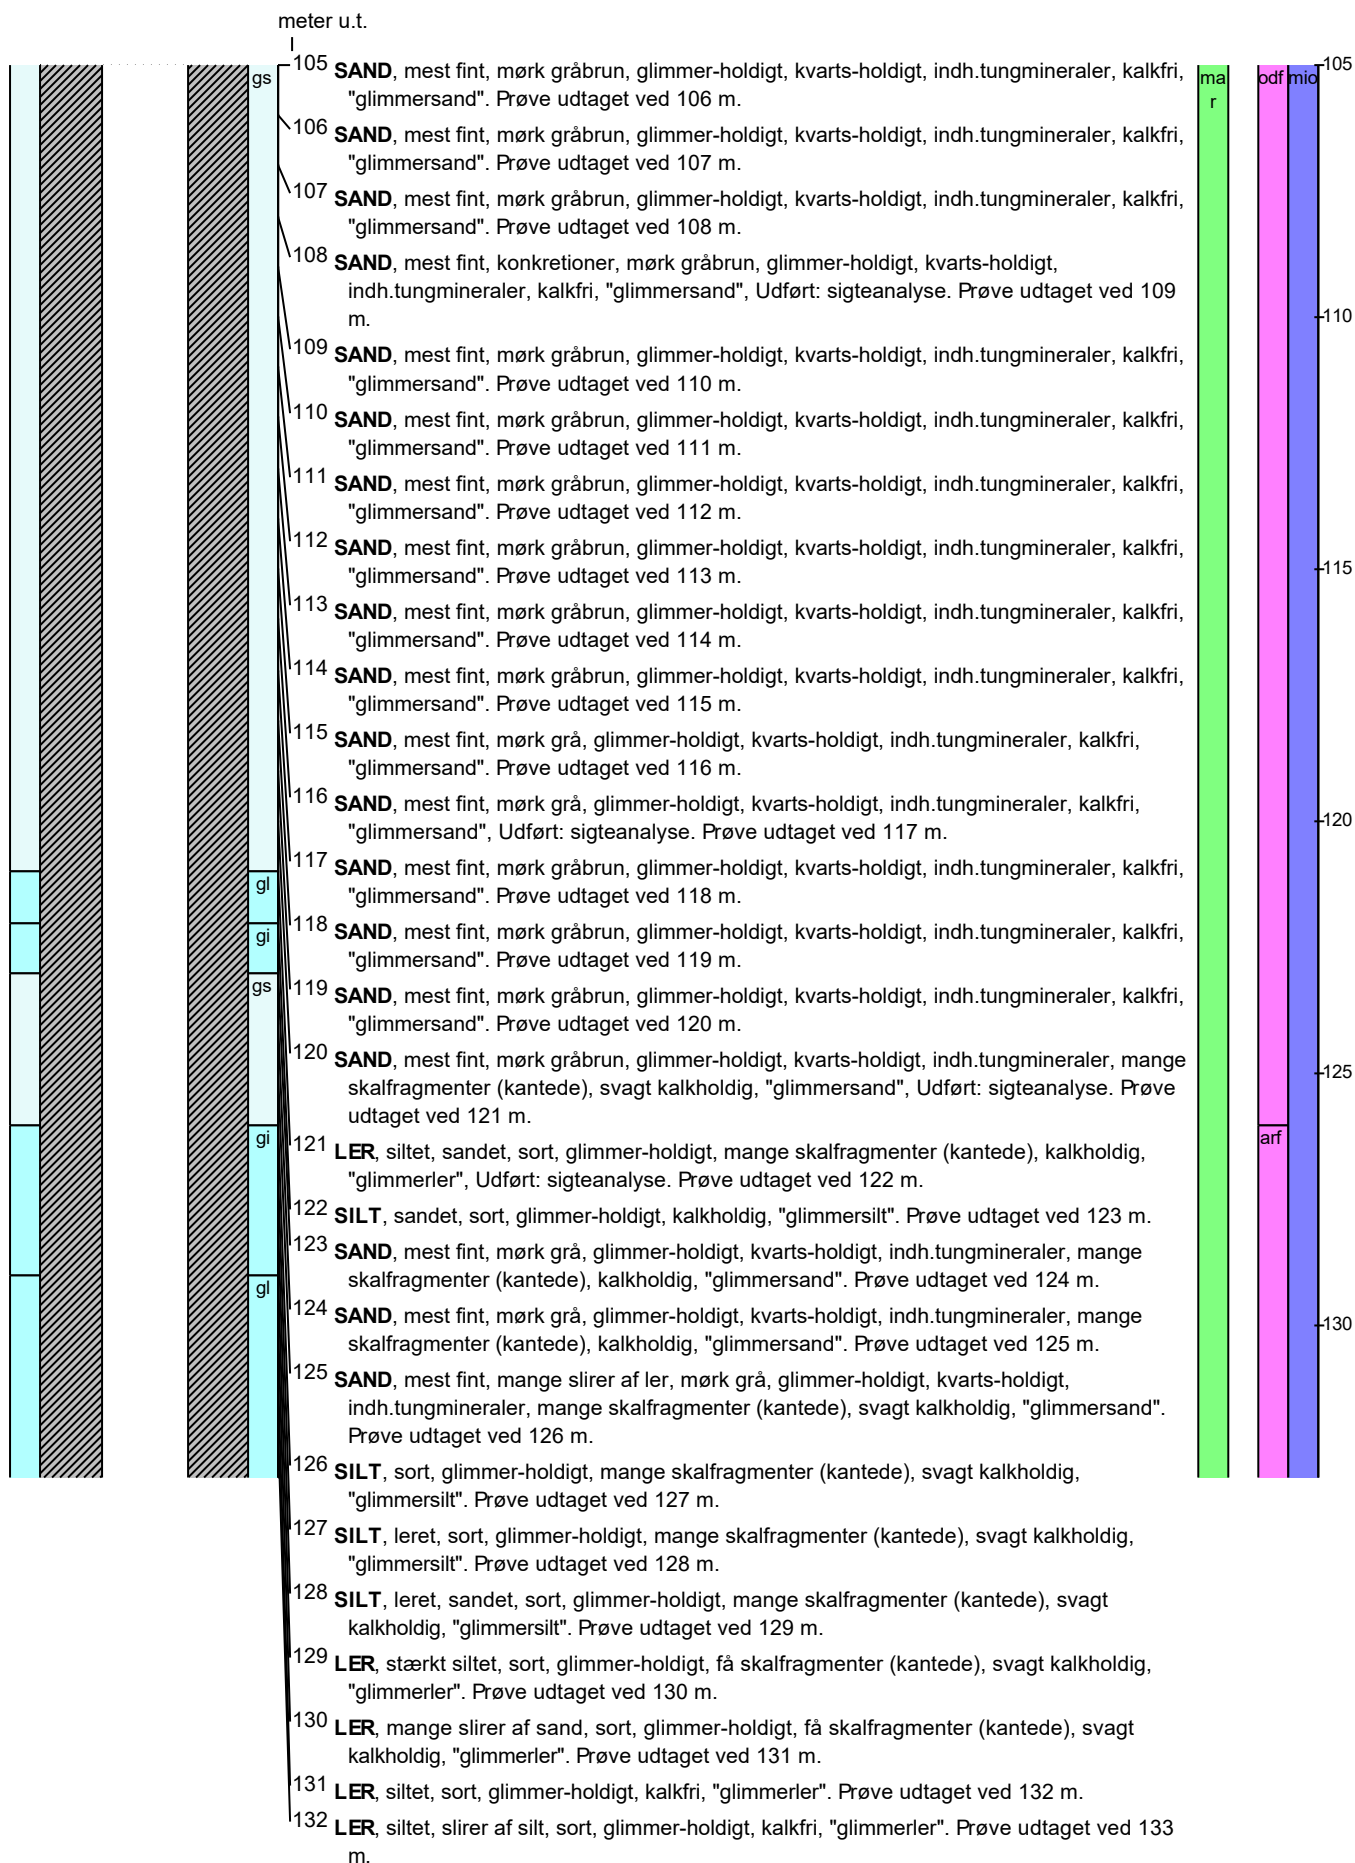 meter u.t.
105 SAND, mest fint, mørk gråbrun, glimmer-holdigt, kvarts-holdigt, indh.tungmineraler, kalkfri,
"glimmersand". Prøve udtaget ved 106 m.
106 SAND, mest fint, mørk gråbrun, glimmer-holdigt, kvarts-holdigt, indh.tungmineraler, kalkfri,
"glimmersand". Prøve udtaget ved 107 m.
107 SAND, mest fint, mørk gråbrun, glimmer-holdigt, kvarts-holdigt, indh.tungmineraler, kalkfri,
"glimmersand". Prøve udtaget ved 108 m.
108 SAND, mest fint, konkretioner, mørk gråbrun, glimmer-holdigt, kvarts-holdigt,
indh.tungmineraler, kalkfri, "glimmersand", Udført: sigteanalyse. Prøve udtaget ved 109
m.
109 SAND, mest fint, mørk gråbrun, glimmer-holdigt, kvarts-holdigt, indh.tungmineraler, kalkfri,
"glimmersand". Prøve udtaget ved 110 m.
110 SAND, mest fint, mørk gråbrun, glimmer-holdigt, kvarts-holdigt, indh.tungmineraler, kalkfri,
"glimmersand". Prøve udtaget ved 111 m.
111 SAND, mest fint, mørk gråbrun, glimmer-holdigt, kvarts-holdigt, indh.tungmineraler, kalkfri,
"glimmersand". Prøve udtaget ved 112 m.
112 SAND, mest fint, mørk gråbrun, glimmer-holdigt, kvarts-holdigt, indh.tungmineraler, kalkfri,
"glimmersand". Prøve udtaget ved 113 m.
113 SAND, mest fint, mørk gråbrun, glimmer-holdigt, kvarts-holdigt, indh.tungmineraler, kalkfri,
"glimmersand". Prøve udtaget ved 114 m.
114 SAND, mest fint, mørk gråbrun, glimmer-holdigt, kvarts-holdigt, indh.tungmineraler, kalkfri,
"glimmersand". Prøve udtaget ved 115 m.
115 SAND, mest fint, mørk grå, glimmer-holdigt, kvarts-holdigt, indh.tungmineraler, kalkfri,
"glimmersand". Prøve udtaget ved 116 m.
116 SAND, mest fint, mørk grå, glimmer-holdigt, kvarts-holdigt, indh.tungmineraler, kalkfri,
"glimmersand", Udført: sigteanalyse. Prøve udtaget ved 117 m.
117 SAND, mest fint, mørk gråbrun, glimmer-holdigt, kvarts-holdigt, indh.tungmineraler, kalkfri,
"glimmersand". Prøve udtaget ved 118 m.
118 SAND, mest fint, mørk gråbrun, glimmer-holdigt, kvarts-holdigt, indh.tungmineraler, kalkfri,
"glimmersand". Prøve udtaget ved 119 m.
119 SAND, mest fint, mørk gråbrun, glimmer-holdigt, kvarts-holdigt, indh.tungmineraler, kalkfri,
"glimmersand". Prøve udtaget ved 120 m.
120 SAND, mest fint, mørk gråbrun, glimmer-holdigt, kvarts-holdigt, indh.tungmineraler, mange
skalfragmenter (kantede), svagt kalkholdig, "glimmersand", Udført: sigteanalyse. Prøve
udtaget ved 121 m.
121 LER, siltet, sandet, sort, glimmer-holdigt, mange skalfragmenter (kantede), kalkholdig,
"glimmerler", Udført: sigteanalyse. Prøve udtaget ved 122 m.
122 SILT, sandet, sort, glimmer-holdigt, kalkholdig, "glimmersilt". Prøve udtaget ved 123 m.
123 SAND, mest fint, mørk grå, glimmer-holdigt, kvarts-holdigt, indh.tungmineraler, mange
skalfragmenter (kantede), kalkholdig, "glimmersand". Prøve udtaget ved 124 m.
124 SAND, mest fint, mørk grå, glimmer-holdigt, kvarts-holdigt, indh.tungmineraler, mange
skalfragmenter (kantede), kalkholdig, "glimmersand". Prøve udtaget ved 125 m.
125 SAND, mest fint, mange slirer af ler, mørk grå, glimmer-holdigt, kvarts-holdigt,
indh.tungmineraler, mange skalfragmenter (kantede), svagt kalkholdig, "glimmersand".
Prøve udtaget ved 126 m.
126 SILT, sort, glimmer-holdigt, mange skalfragmenter (kantede), svagt kalkholdig,
"glimmersilt". Prøve udtaget ved 127 m.
127 SILT, leret, sort, glimmer-holdigt, mange skalfragmenter (kantede), svagt kalkholdig,
"glimmersilt". Prøve udtaget ved 128 m.
128 SILT, leret, sandet, sort, glimmer-holdigt, mange skalfragmenter (kantede), svagt
kalkholdig, "glimmersilt". Prøve udtaget ved 129 m.
129 LER, stærkt siltet, sort, glimmer-holdigt, få skalfragmenter (kantede), svagt kalkholdig,
"glimmerler". Prøve udtaget ved 130 m.
130 LER, mange slirer af sand, sort, glimmer-holdigt, få skalfragmenter (kantede), svagt
kalkholdig, "glimmerler". Prøve udtaget ved 131 m.
131 LER, siltet, sort, glimmer-holdigt, kalkfri, "glimmerler". Prøve udtaget ved 132 m.
132 LER, siltet, slirer af silt, sort, glimmer-holdigt, kalkfri, "glimmerler". Prøve udtaget ved 133
m.
gs
gl
gi
gs
gi
gl
ma
r
odf
arf
mio
105
110
115
120
125
130